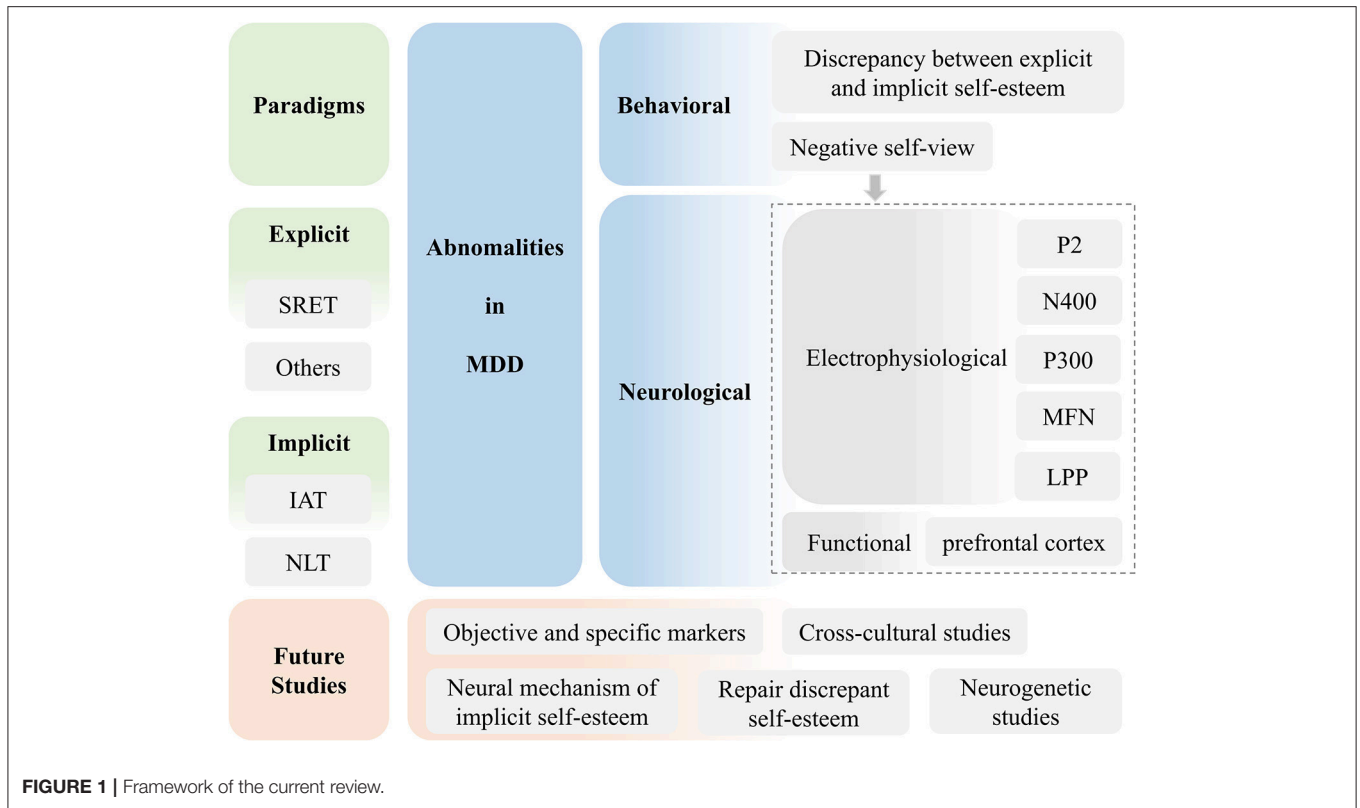 Paradigms
Explicit
SRET
Others
Implicit
IAT
NLT
Abnomalities
in
MDD
Behavioral
Discrepancy between explicit
and implicit self-esteem
Negative self-view
Neurological
Electrophysiological
P2
N400
P300
MFN
LPP
Functional
prefrontal cortex
Future
Studies
Objective and specific markers
Cross-cultural studies
Neural mechanism of
implicit self-esteem
Repair discrepant
self-esteem
Neurogenetic
studies
FIGURE 1 | Framework of the current review.